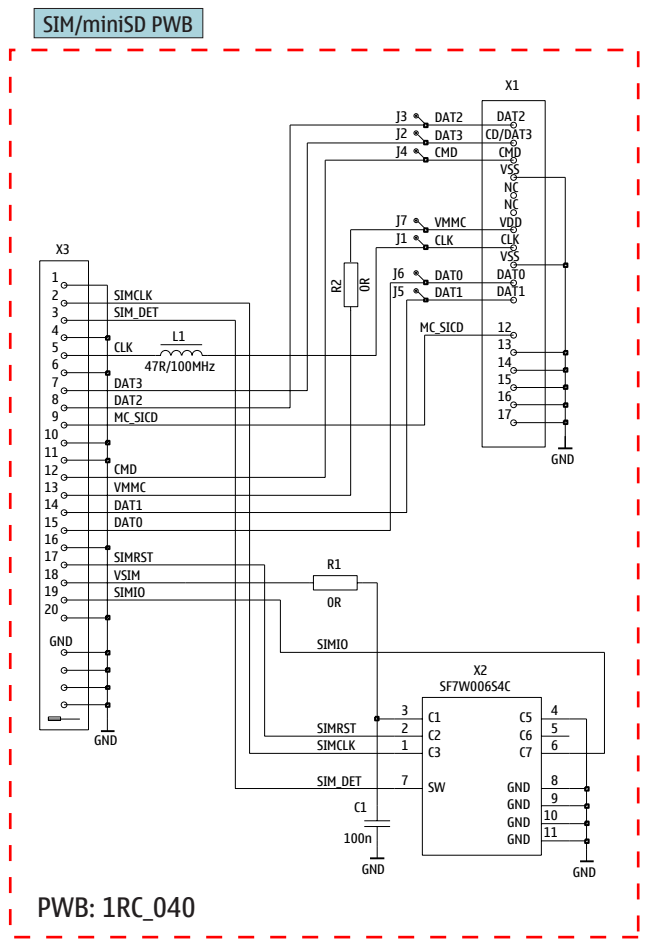 SIM/miniSD PWB
X1
J3 DAT2 DAT2
J2 DAT3 CD/DAT3
J4 CMD CMD
VSS
NC
NC
J7 VMMC VDD
J1 CLK CLK
VSS
J6 DAT0 DAT0
J5 DAT1 DAT1
MC_SICD 12
13
14
15
16
17
GND
R2
0R
X3
1
2 SIMCLK
3 SIM_DET
4
5 CLK
L1
47R/100MHz
6
7 DAT3
8 DAT2
9 MC_SICD
10
11
12 CMD
13 VMMC
14 DAT1
15 DAT0
16
17 SIMRST
18 VSIM
19 SIMIO
20
GND
GND
R1
0R
SIMIO
X2
SF7W006S4C
3 C1 C5 4
SIMRST 2 C2 C6 5
SIMCLK 1 C3 C7 6
SIM_DET 7 SW GND 8
GND 9
GND 10
GND 11
C1
100n
GND
GND
PWB: 1RC_040